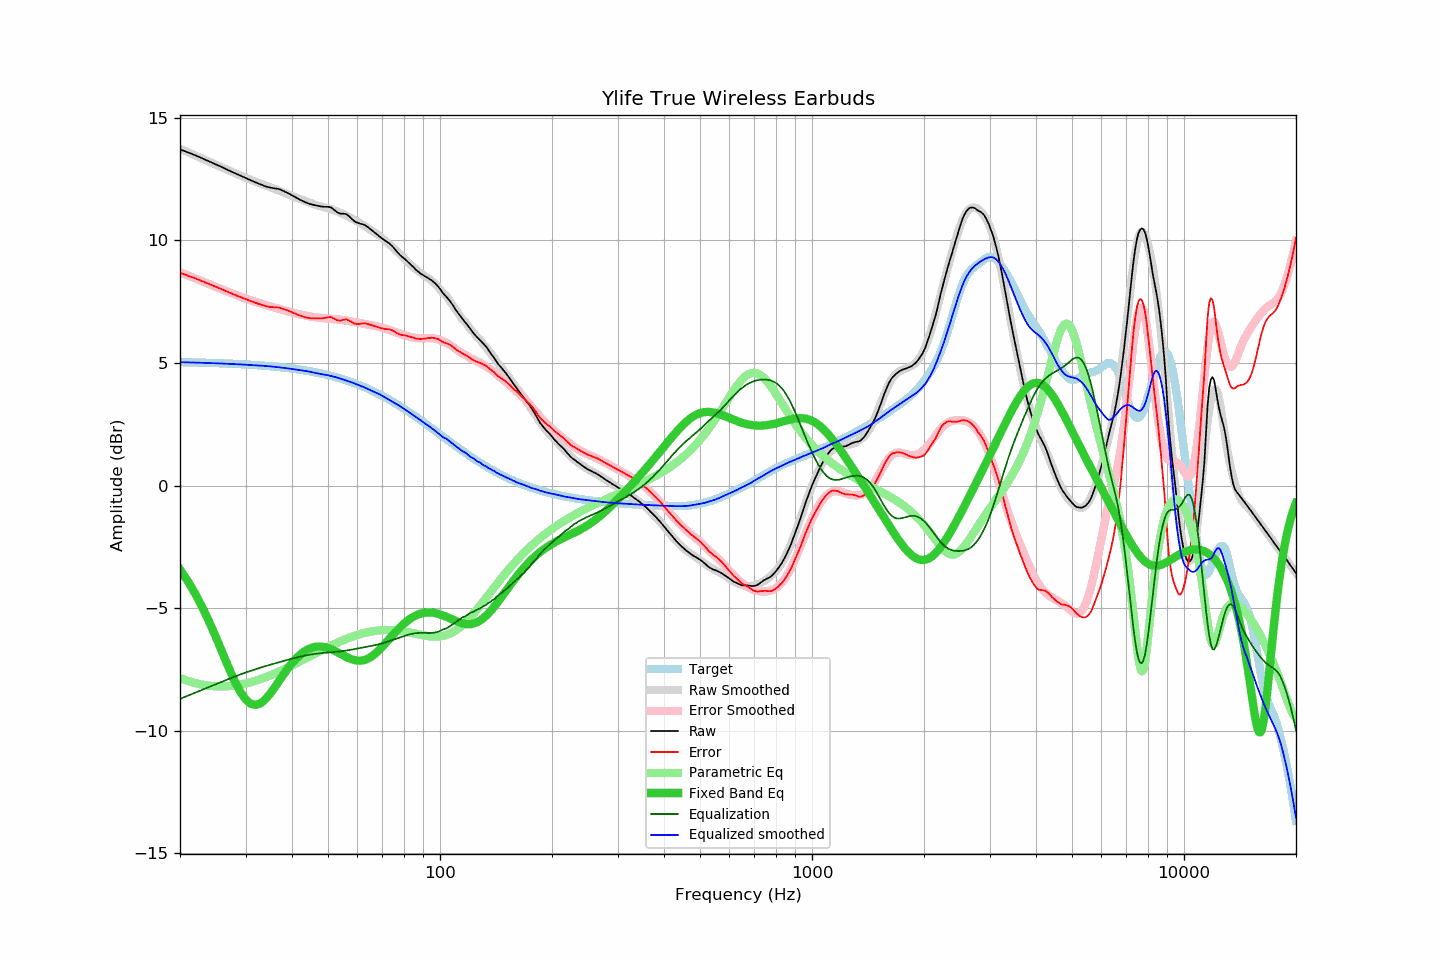 Ylife True Wireless Earbuds
15
10
5
0
−5
−10
−15
Amplitude (dBr)
Target
Raw Smoothed
Error Smoothed
Raw
Error
Parametric Eq
Fixed Band Eq
Equalization
Equalized smoothed
100
1000
10000
Frequency (Hz)